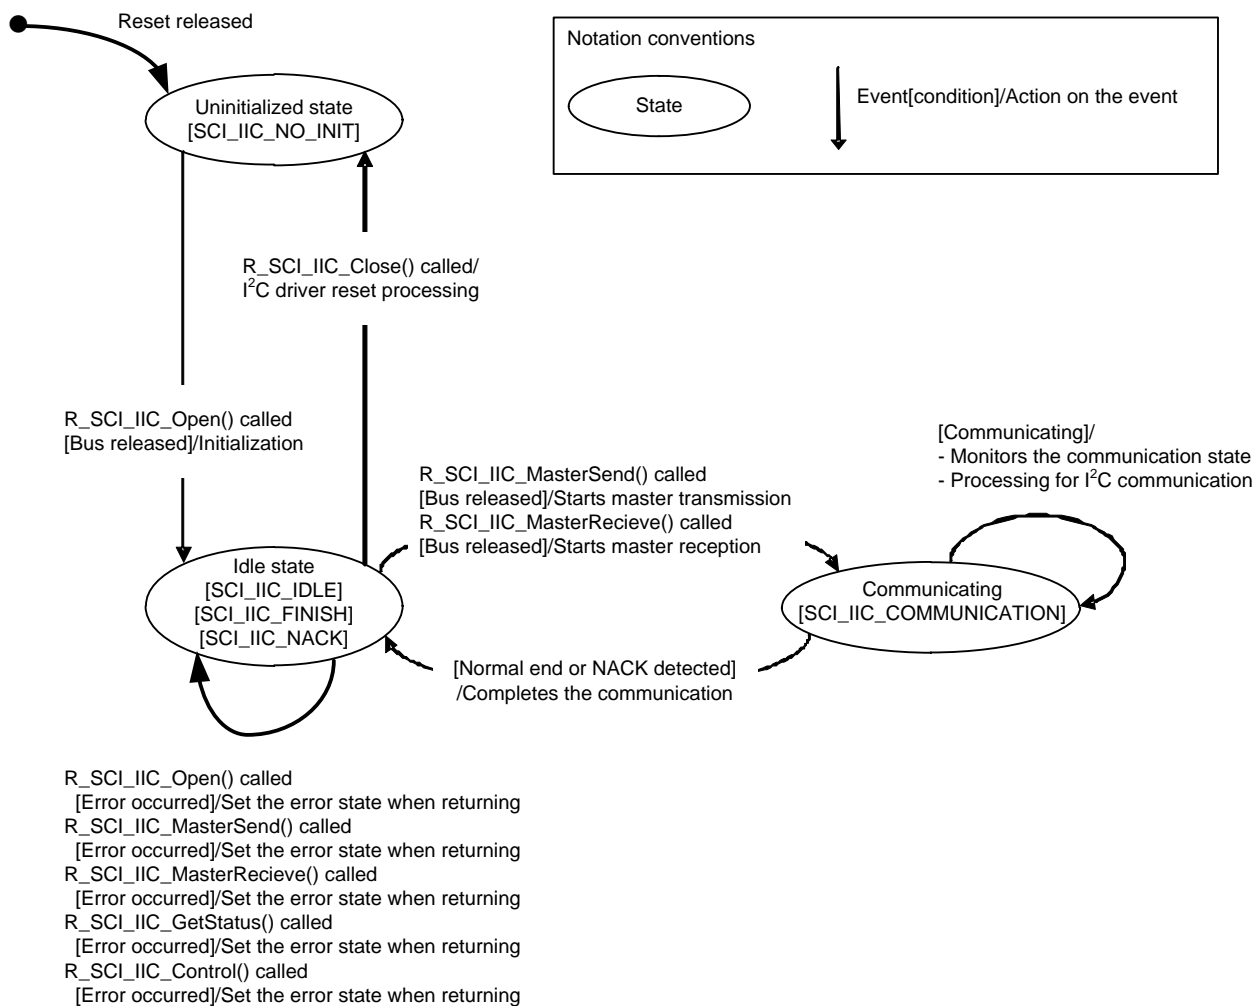 Reset released
Notation conventions
State
Event[condition]/Action on the event
Uninitialized state
[SCI_IIC_NO_INIT]
R_SCI_IIC_Close() called/
I²C driver reset processing
R_SCI_IIC_Open() called
[Bus released]/Initialization
R_SCI_IIC_MasterSend() called
[Bus released]/Starts master transmission
R_SCI_IIC_MasterRecieve() called
[Bus released]/Starts master reception
[Communicating]/
- Monitors the communication state
- Processing for I²C communication
Idle state
[SCI_IIC_IDLE]
[SCI_IIC_FINISH]
[SCI_IIC_NACK]
Communicating
[SCI_IIC_COMMUNICATION]
[Normal end or NACK detected]
/Completes the communication
R_SCI_IIC_Open() called
[Error occurred]/Set the error state when returning
R_SCI_IIC_MasterSend() called
[Error occurred]/Set the error state when returning
R_SCI_IIC_MasterRecieve() called
[Error occurred]/Set the error state when returning
R_SCI_IIC_GetStatus() called
[Error occurred]/Set the error state when returning
R_SCI_IIC_Control() called
[Error occurred]/Set the error state when returning